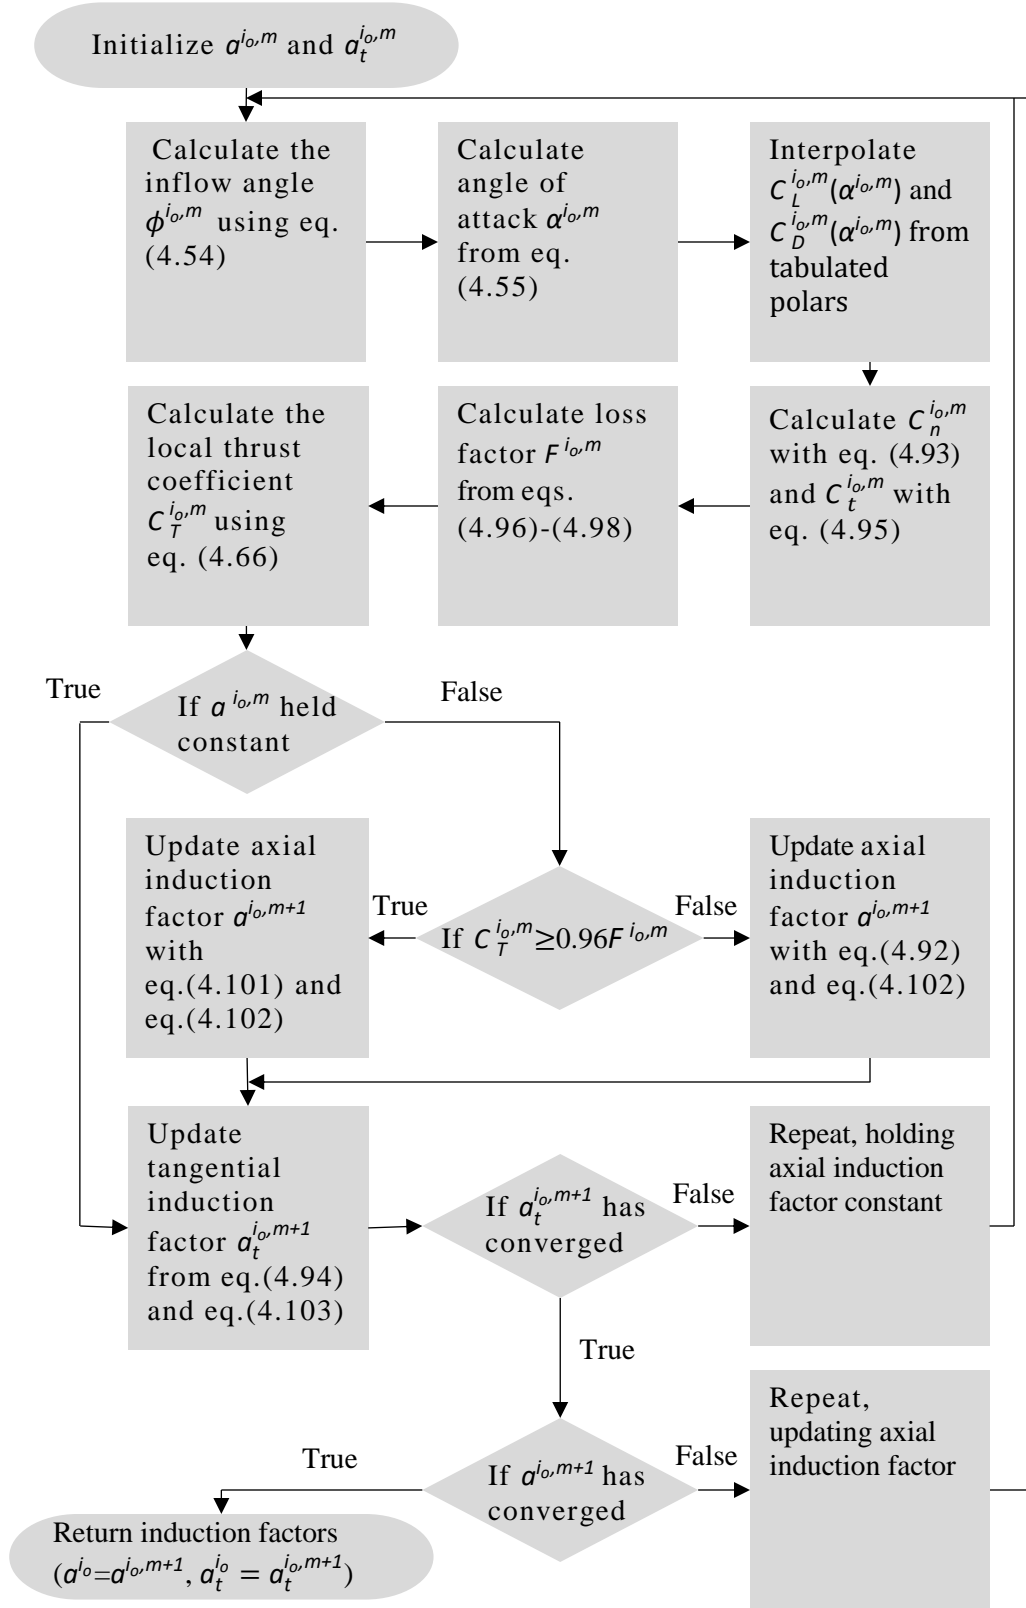 Initialize a^{i_o,m} and a_t^{i_o,m}
Calculate the
inflow angle
ϕ^{i_o,m} using eq.
(4.54)
Calculate
angle of
attack α^{i_o,m}
from eq.
(4.55)
Interpolate
C_L^{i_o,m}(α^{i_o,m}) and
C_D^{i_o,m}(α^{i_o,m}) from
tabulated
polars
Calculate C_n^{i_o,m}
with eq. (4.93)
and C_t^{i_o,m} with
eq. (4.95)
Calculate loss
factor F^{i_o,m}
from eqs.
(4.96)-(4.98)
Calculate the
local thrust
coefficient
C_T^{i_o,m} using
eq. (4.66)
True
If a^{i_o,m} held
constant
False
Update axial
induction
factor a^{i_o,m+1}
with
eq.(4.101) and
eq.(4.102)
True
If C_T^{i_o,m}≥0.96F^{i_o,m}
False
Update axial
induction
factor a^{i_o,m+1}
with eq.(4.92)
and eq.(4.102)
Update
tangential
induction
factor a_t^{i_o,m+1}
from eq.(4.94)
and eq.(4.103)
If a_t^{i_o,m+1} has
converged
False
Repeat, holding
axial induction
factor constant
True
If a^{i_o,m+1} has
converged
False
Repeat,
updating axial
induction factor
True
Return induction factors
(a^{i_o}=a^{i_o,m+1}, a_t^{i_o} = a_t^{i_o,m+1})